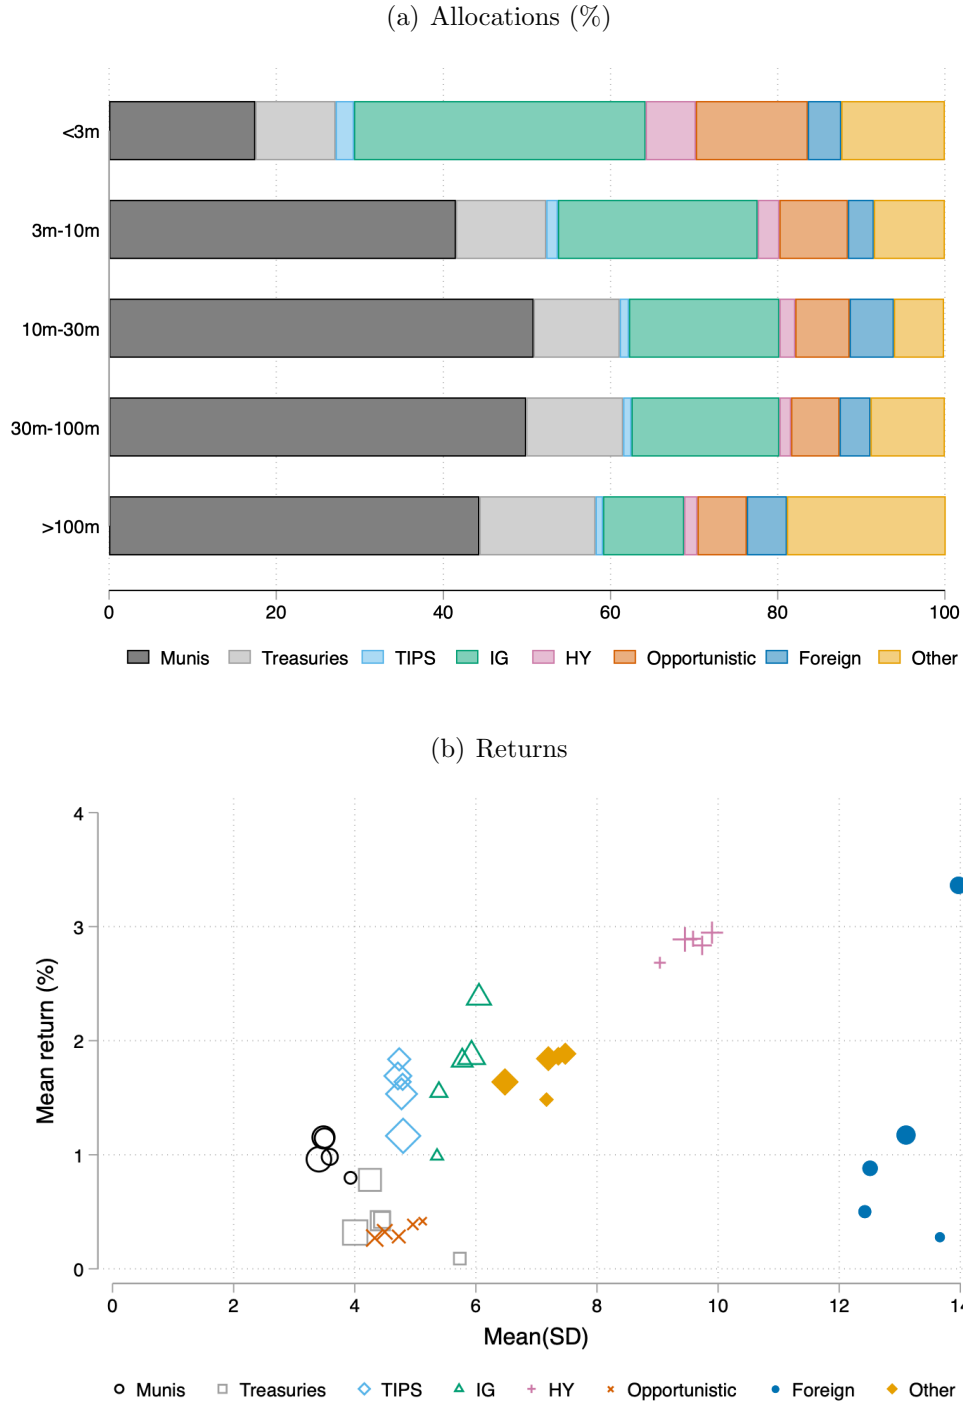 (a) Allocations (%)
<3m
3m-10m
10m-30m
30m-100m
>100m
0 20 40 60 80 100
Munis Treasuries TIPS IG HY Opportunistic Foreign Other
(b) Returns
4
3
2
1
0
Mean return (%)
0 2 4 6 8 10 12 14
Mean(SD)
Munis Treasuries TIPS IG HY Opportunistic Foreign Other